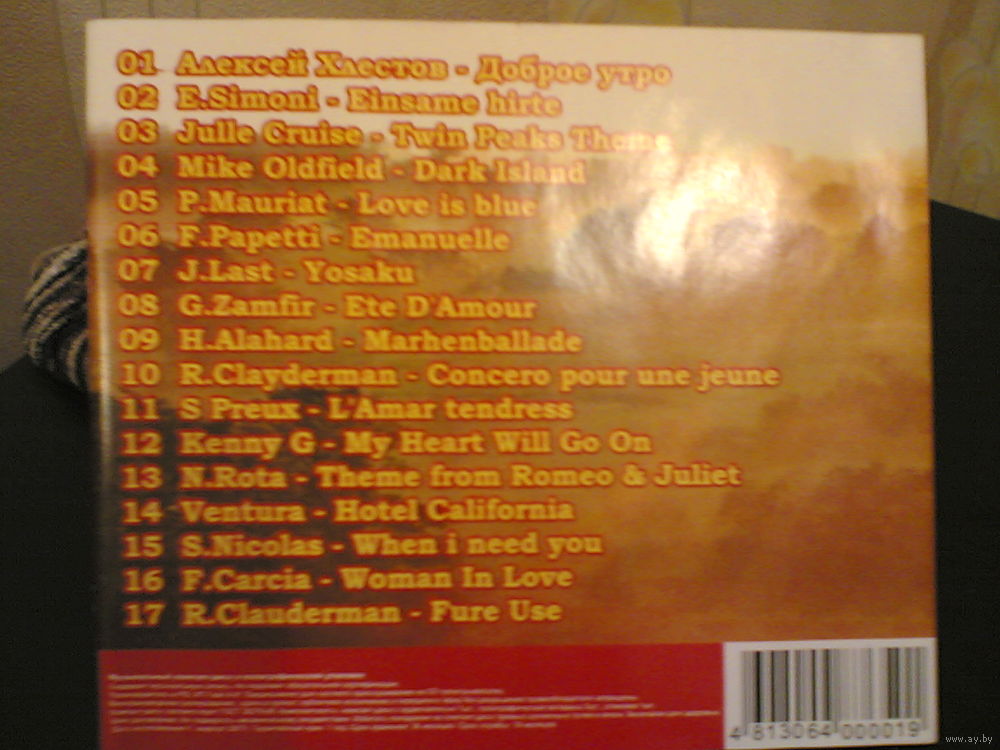 01 Алексей Хлестов - Доброе утро
02 E.Simoni - Einsame hirte
03 Julle Cruise - Twin Peaks Theme
04 Mike Oldfield - Dark Island
05 P.Mauriat - Love is blue
06 F.Papetti - Emanuelle
07 J.Last - Yosaku
08 G.Zamfir - Ete D'Amour
09 H.Alahard - Marhenballade
10 R.Clayderman - Concero pour une jeune
11 S Preux - L'Amar tendress
12 Kenny G - My Heart Will Go On
13 N.Rota - Theme from Romeo & Juliet
14 Ventura - Hotel California
15 S.Nicolas - When i need you
16 F.Carcia - Woman In Love
17 R.Clauderman - Fure Use
4 813064 000019
www.ay.by